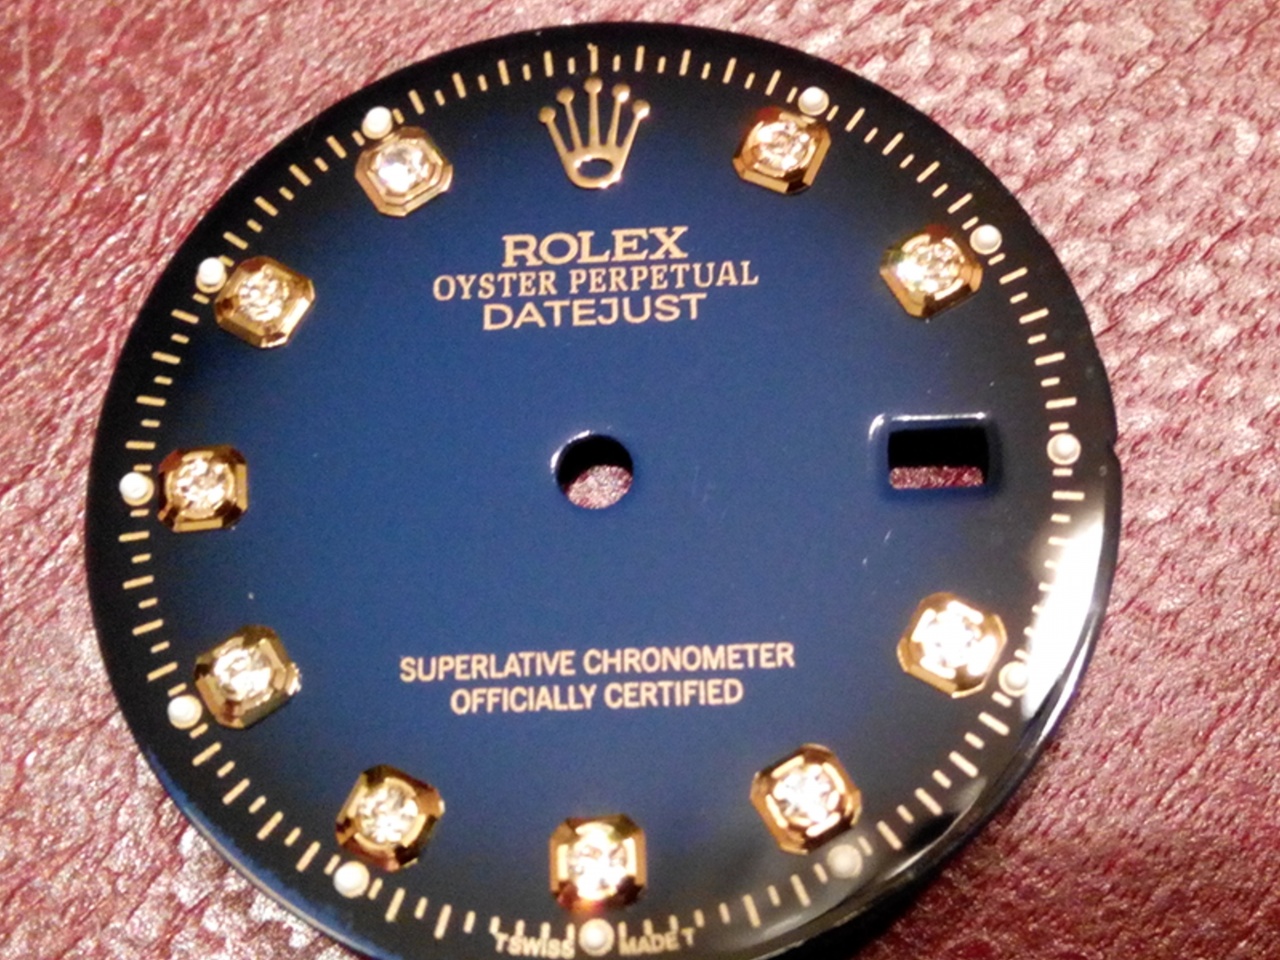 ROLEX
OYSTER PERPETUAL
DATEJUST
SUPERLATIVE CHRONOMETER
OFFICIALLY CERTIFIED
T SWISS MADE T